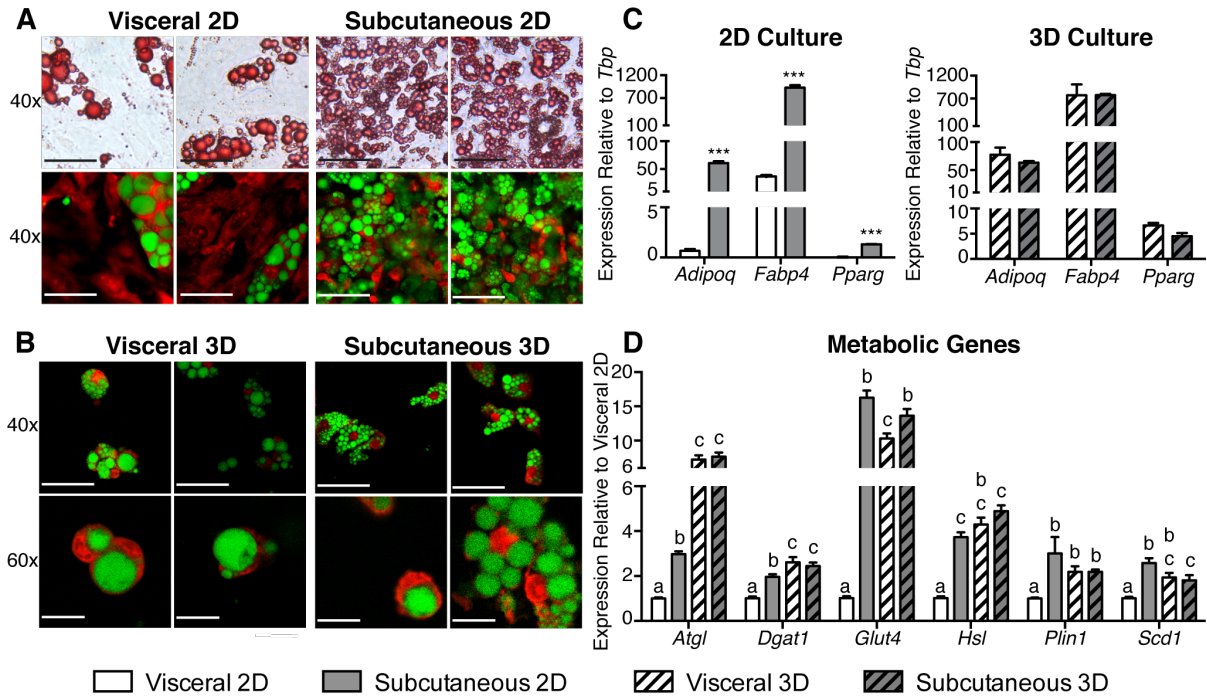 A
Visceral 2D
Subcutaneous 2D
40x
40x
B
Visceral 3D
Subcutaneous 3D
40x
60x
C
2D Culture
Expression Relative to Tbp
1200
700
100
100
50
5
5
0
***
***
***
Adipoq
Fabp4
Pparg
3D Culture
Expression Relative to Tbp
1200
700
100
100
50
10
10
5
0
Adipoq
Fabp4
Pparg
D
Metabolic Genes
Expression Relative to Visceral 2D
20
15
10
6
6
4
2
0
a b c c
a b c c
a b c b
a c b c c
a b b b
a b b c b c
Atgl
Dgat1
Glut4
Hsl
Plin1
Scd1
Visceral 2D
Subcutaneous 2D
Visceral 3D
Subcutaneous 3D